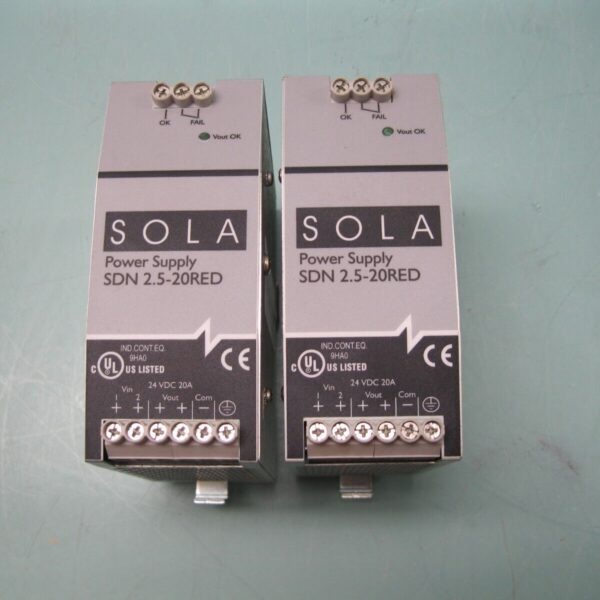 OK FAIL
Vout OK
SOLA
Power Supply
SDN 2.5-20RED
IND.CONT.EQ.
9HA0
C UL US LISTED
CE
24 VDC 20A
Vin Vout Com
1 2
+ + + + −
OK FAIL
Vout OK
SOLA
Power Supply
SDN 2.5-20RED
IND.CONT.EQ.
9HA0
C UL US LISTED
CE
24 VDC 20A
Vin Vout Com
1 2
+ + + + −